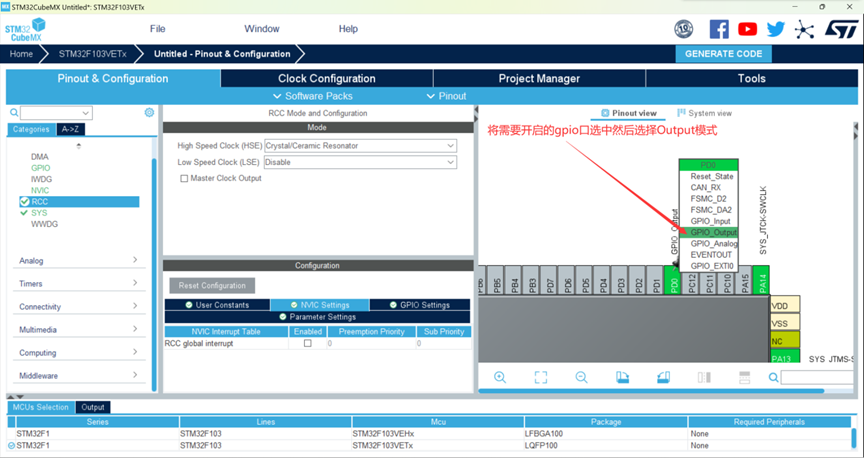 STM32CubeMX Untitled*: STM32F103VETx
STM32
CubeMX
File
Window
Help
Home
STM32F103VETx
Untitled - Pinout & Configuration
GENERATE CODE
Pinout & Configuration
Clock Configuration
Project Manager
Tools
Software Packs
Pinout
Categories
A->Z
DMA
GPIO
IWDG
NVIC
RCC
SYS
WWDG
Analog
Timers
Connectivity
Multimedia
Computing
Middleware
RCC Mode and Configuration
Mode
High Speed Clock (HSE) Crystal/Ceramic Resonator
Low Speed Clock (LSE) Disable
Master Clock Output
Configuration
Reset Configuration
User Constants
NVIC Settings
GPIO Settings
Parameter Settings
NVIC Interrupt Table Enabled Preemption Priority Sub Priority
RCC global interrupt 0 0
Pinout view
System view
将需要开启的gpio口选中然后选择Output模式
PD0
Reset_State
CAN_RX
FSMC_D2
FSMC_DA2
GPIO_Input
GPIO_Output
GPIO_Analog
EVENTOUT
GPIO_EXTI0
GPIO_Output
SYS_JTCK-SWCLK
PB6 PB5 PB4 PB3 PD7 PD6 PD5 PD4 PD3 PD2 PD1 PD0 PC12 PC11 PC10 PA15 PA14
VDD
VSS
NC
PA13 SYS_JTMS-S
MCUs Selection
Output
Series Lines Mcu Package Required Peripherals
STM32F1 STM32F103 STM32F103VEHx LFBGA100 None
STM32F1 STM32F103 STM32F103VETx LQFP100 None